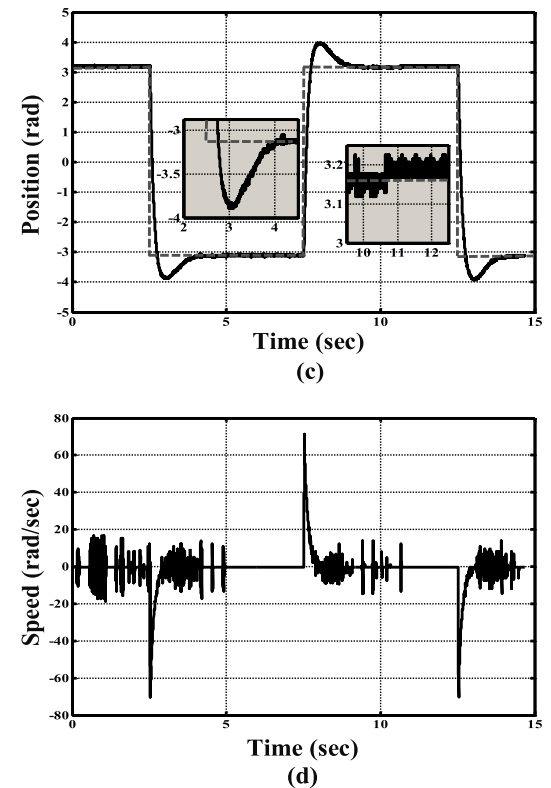 5
4
3
2
1
0
-1
-2
-3
-4
-5
Position (rad)
-3
-3.5
-4
2 3 4
3.2
3.1
3
10 11 12
0 5 10 15
Time (sec)
(c)
80
60
40
20
0
-20
-40
-60
-80
Speed (rad/sec)
0 5 10 15
Time (sec)
(d)